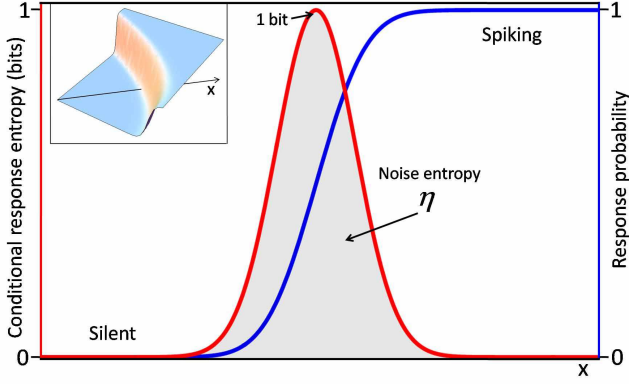 1
1 bit
1
Spiking
x
Conditional response entropy (bits)
Response probability
Noise entropy
η
Silent
0
0
x